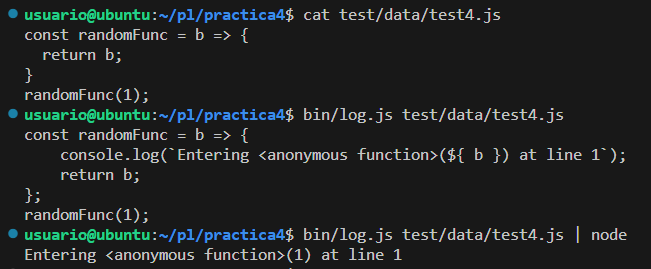 usuario@ubuntu:~/pl/practica4$ cat test/data/test4.js
const randomFunc = b => {
  return b;
}
randomFunc(1);
usuario@ubuntu:~/pl/practica4$ bin/log.js test/data/test4.js
const randomFunc = b => {
    console.log(`Entering <anonymous function>(${ b }) at line 1`);
    return b;
};
randomFunc(1);
usuario@ubuntu:~/pl/practica4$ bin/log.js test/data/test4.js | node
Entering <anonymous function>(1) at line 1